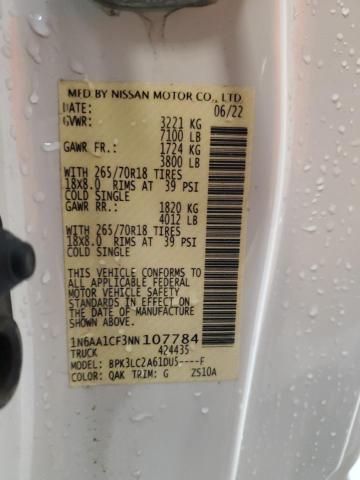 MFD BY NISSAN MOTOR CO., LTD.
DATE: 06/22
GVWR: 3221 KG
7100 LB
GAWR FR.: 1724 KG
3800 LB
WITH 265/70R18 TIRES
18X8.0 RIMS AT 39 PSI
COLD SINGLE
GAWR RR.: 1820 KG
4012 LB
WITH 265/70R18 TIRES
18X8.0 RIMS AT 39 PSI
COLD SINGLE
THIS VEHICLE CONFORMS TO
ALL APPLICABLE FEDERAL
MOTOR VEHICLE SAFETY
STANDARDS IN EFFECT ON
THE DATE OF MANUFACTURE
SHOWN ABOVE.
1N6AA1CF3NN107784
TRUCK 424435
MODEL: BPK3LC2A61DU5----F
COLOR: QAK TRIM: G ZS10A